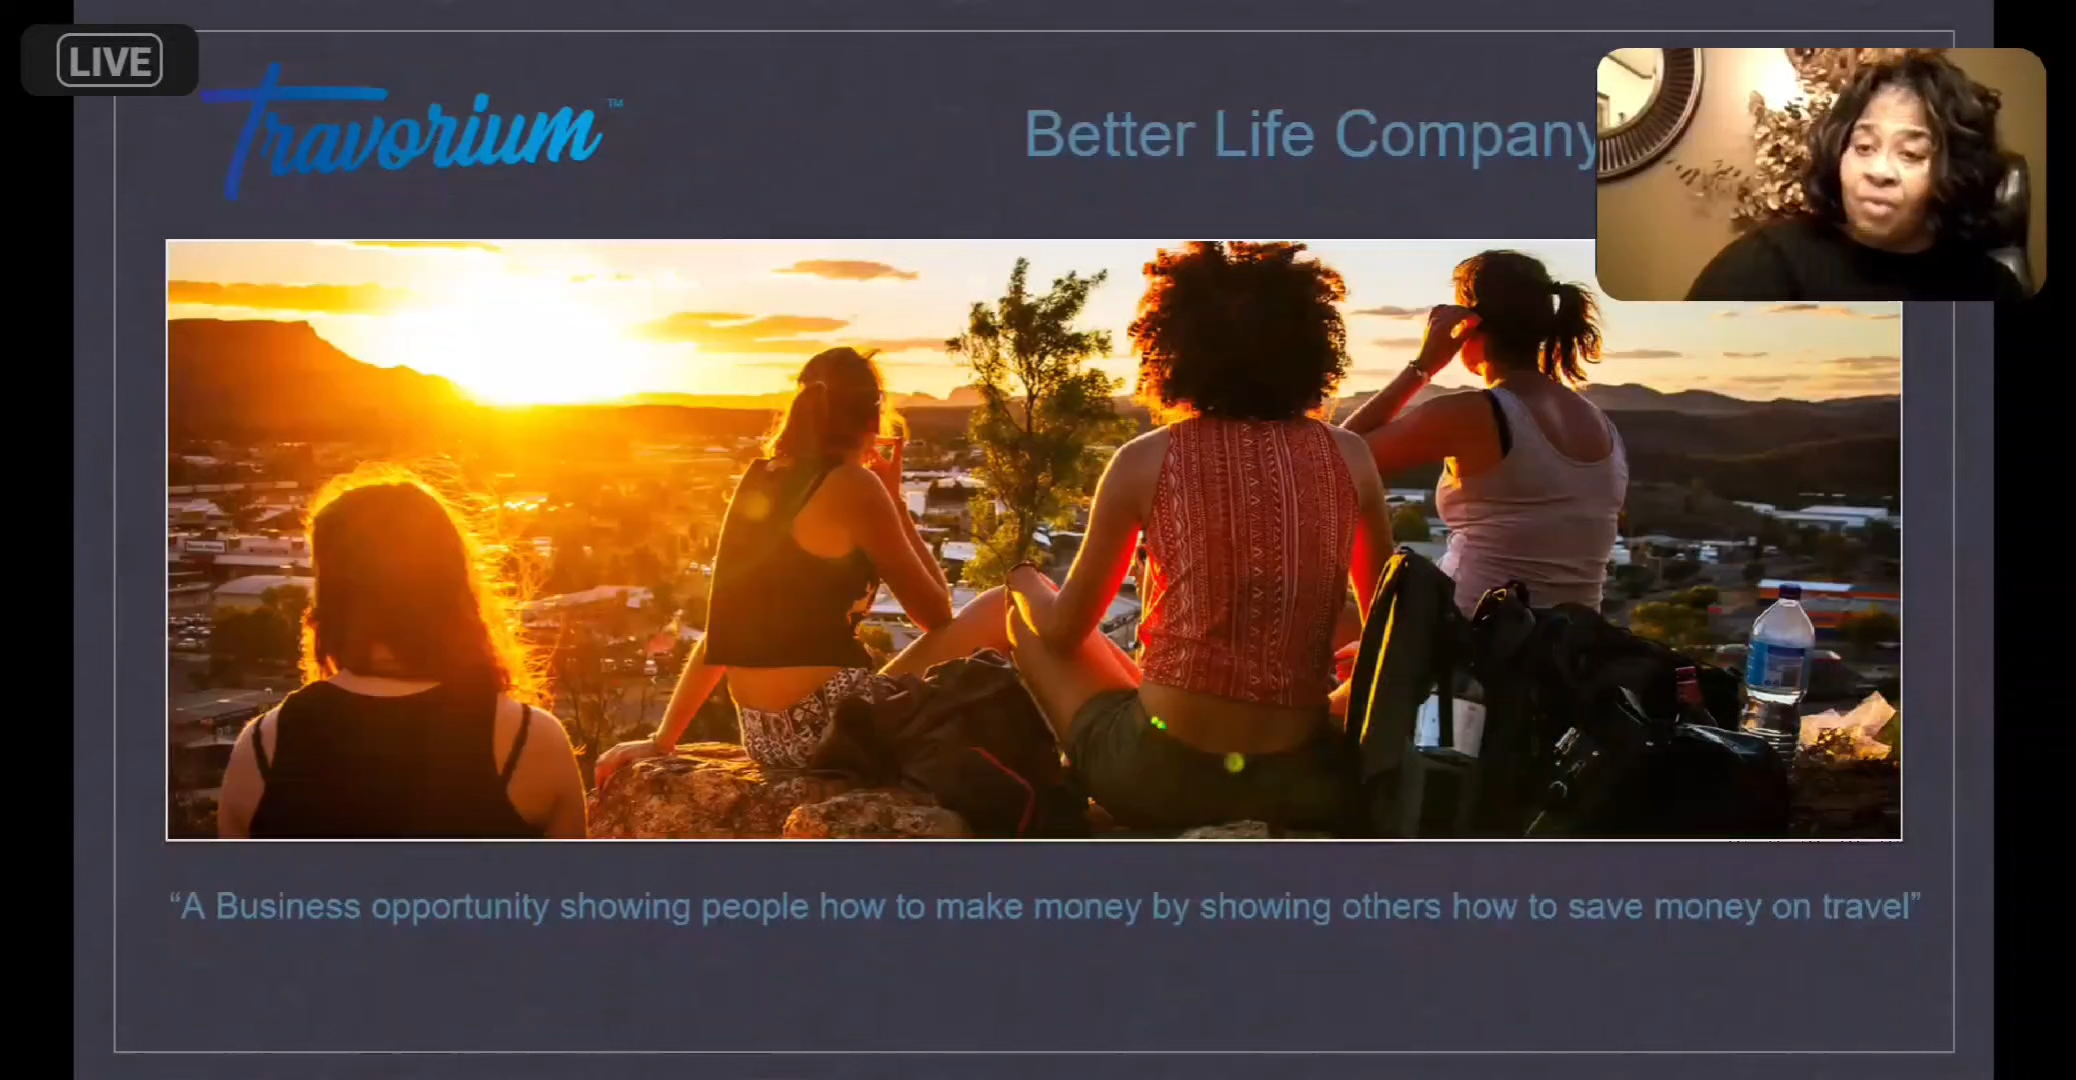 LIVE
Travorium™
Better Life Company
“A Business opportunity showing people how to make money by showing others how to save money on travel”